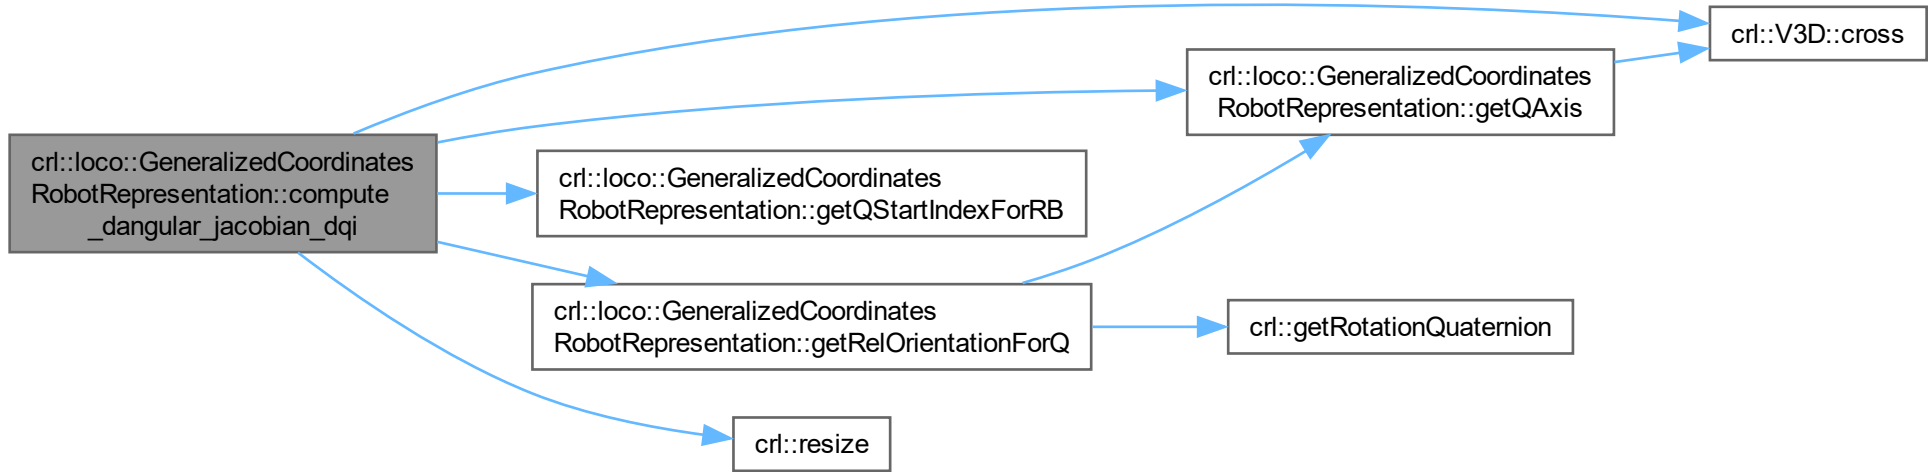 crl::loco::GeneralizedCoordinates
RobotRepresentation::compute
_dangular_jacobian_dqi
crl::V3D::cross
crl::loco::GeneralizedCoordinates
RobotRepresentation::getQAxis
crl::loco::GeneralizedCoordinates
RobotRepresentation::getQStartIndexForRB
crl::loco::GeneralizedCoordinates
RobotRepresentation::getRelOrientationForQ
crl::getRotationQuaternion
crl::resize